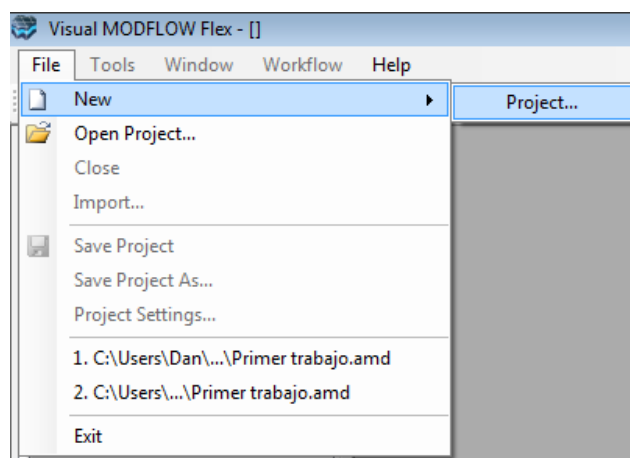 Visual MODFLOW Flex - []
File Tools Window Workflow Help
New Project...
Open Project...
Close
Import...
Save Project
Save Project As...
Project Settings...
1. C:\Users\Dan\...\Primer trabajo.amd
2. C:\Users\...\Primer trabajo.amd
Exit